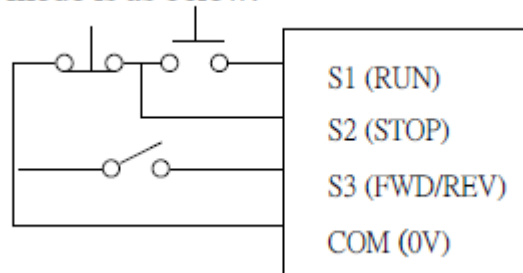 S1 (RUN)
S2 (STOP)
S3 (FWD/REV)
COM (0V)